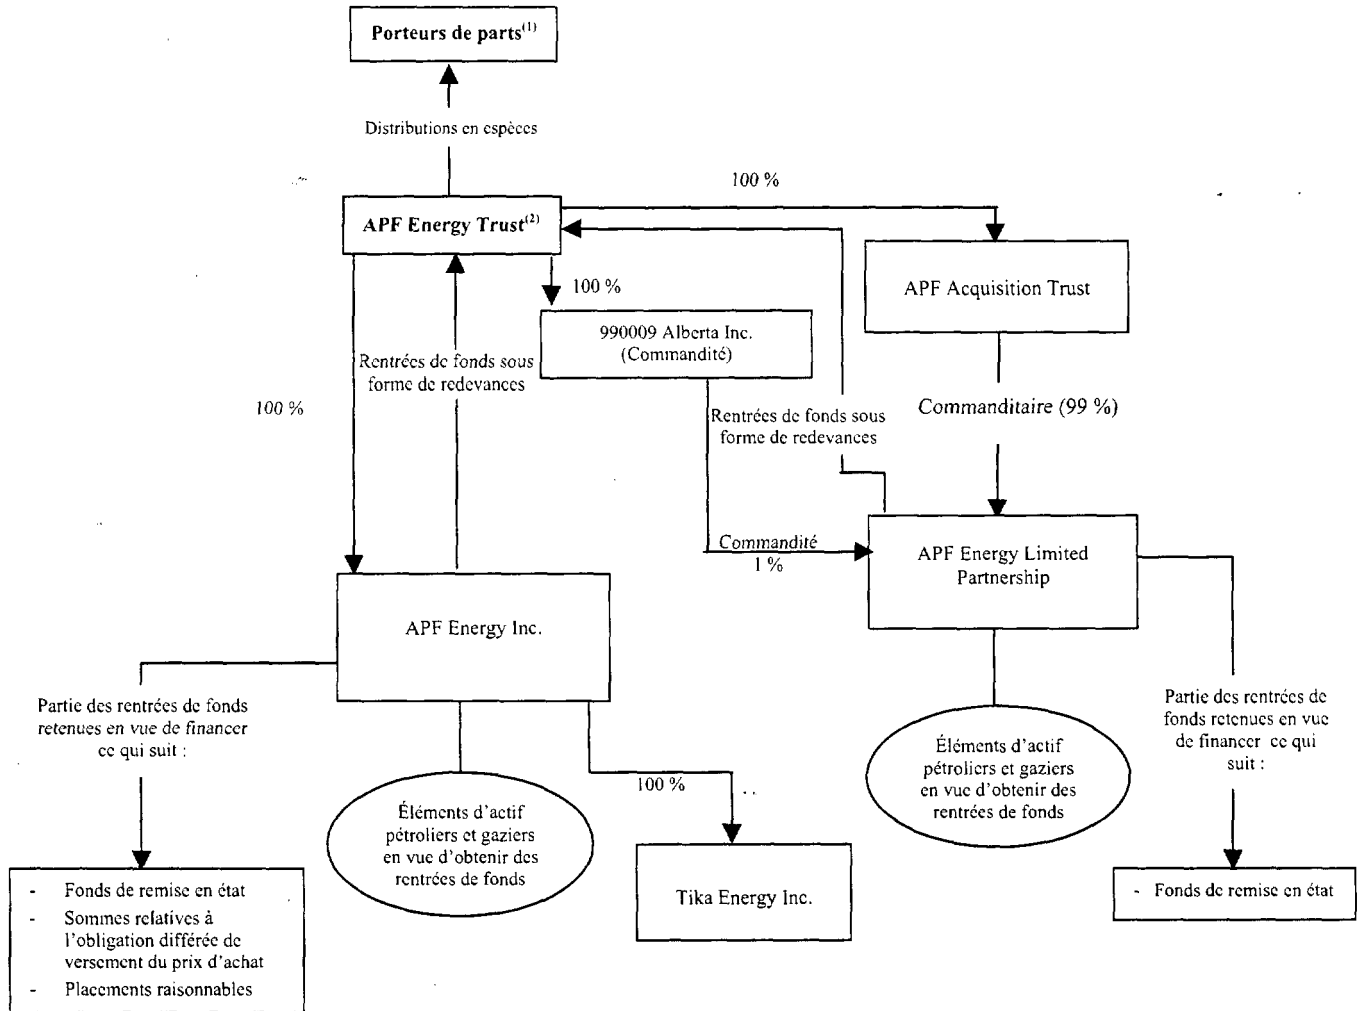 Porteurs de parts(1)
Distributions en espèces
100 %
APF Energy Trust(2)
APF Acquisition Trust
100 %
990009 Alberta Inc.
(Commandité)
Rentrées de fonds sous
forme de redevances
100 %
Commanditaire (99 %)
Rentrées de fonds sous
forme de redevances
Commandité
1 %
APF Energy Limited
Partnership
APF Energy Inc.
Partie des rentrées de fonds
retenues en vue de financer
ce qui suit :
Partie des rentrées de
fonds retenues en vue
de financer ce qui
suit :
Éléments d'actif
pétroliers et gaziers
en vue d'obtenir des
rentrées de fonds
100 %
Éléments d'actif
pétroliers et gaziers
en vue d'obtenir des
rentrées de fonds
Tika Energy Inc.
- Fonds de remise en état
- Sommes relatives à
l'obligation différée de
versement du prix d'achat
- Placements raisonnables
- Fonds de remise en état